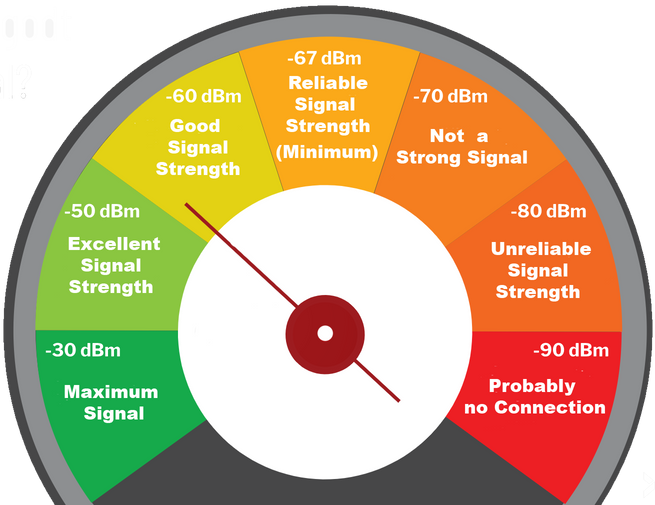 -30 dBm
Maximum
Signal
-50 dBm
Excellent
Signal
Strength
-60 dBm
Good
Signal
Strength
-67 dBm
Reliable
Signal
Strength
(Minimum)
-70 dBm
Not a
Strong Signal
-80 dBm
Unreliable
Signal
Strength
-90 dBm
Probably
no Connection